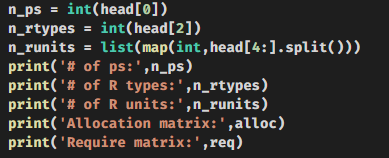 n_ps = int(head[0])
n_rtypes = int(head[2])
n_runits = list(map(int,head[4:].split()))
print('# of ps:',n_ps)
print('# of R types:',n_rtypes)
print('# of R units:',n_runits)
print('Allocation matrix:',alloc)
print('Require matrix:',req)